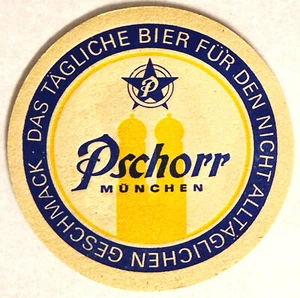 DAS TÄGLICHE BIER FÜR DEN NICHT ALLTÄGLICHEN GESCHMACK ·
P
Pschorr
MÜNCHEN